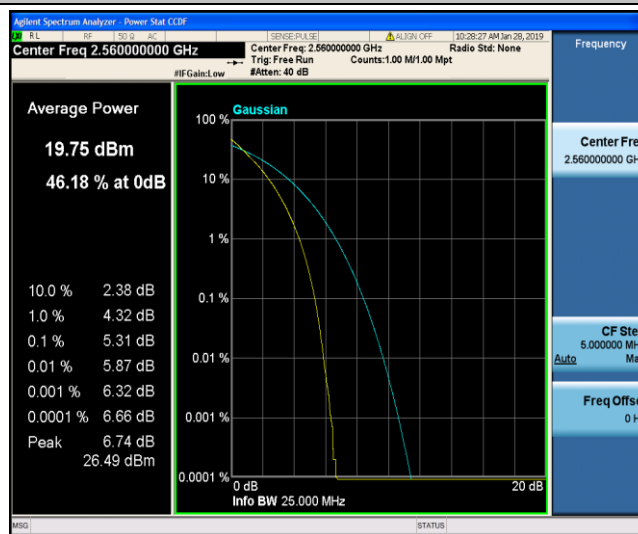 Agilent Spectrum Analyzer - Power Stat CCDF
RL RF 50 Ω AC SENSE:PULSE ALIGN OFF 10:28:27 AM Jan 28, 2019
Center Freq 2.560000000 GHz
Center Freq: 2.560000000 GHz Radio Std: None
Trig: Free Run Counts:1.00 M/1.00 Mpt
#IFGain:Low #Atten: 40 dB
Frequency
Average Power
19.75 dBm
46.18 % at 0dB
10.0 % 2.38 dB
1.0 % 4.32 dB
0.1 % 5.31 dB
0.01 % 5.87 dB
0.001 % 6.32 dB
0.0001 % 6.66 dB
Peak 6.74 dB
26.49 dBm
Gaussian
100 %
10 %
1 %
0.1 %
0.01 %
0.001 %
0.0001 %
0 dB 20 dB
Info BW 25.000 MHz
Center Fre
2.560000000 GH
CF Ste
5.000000 MH
Auto Ma
Freq Offse
0 H
MSG STATUS